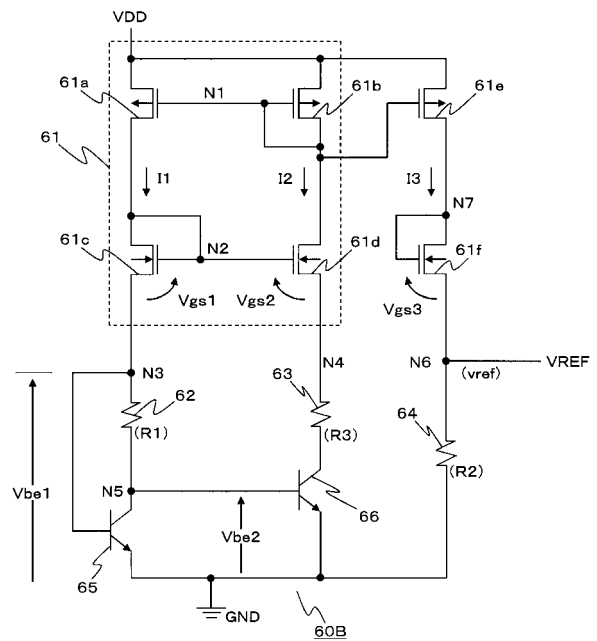 VDD
61a
N1
61b
61e
61
I1
I2
I3
N7
61c
N2
61d
61f
Vgs1
Vgs2
Vgs3
N3
N4
N6
VREF
(vref)
62
63
64
(R1)
(R3)
(R2)
Vbe1
N5
66
Vbe2
65
GND
60B